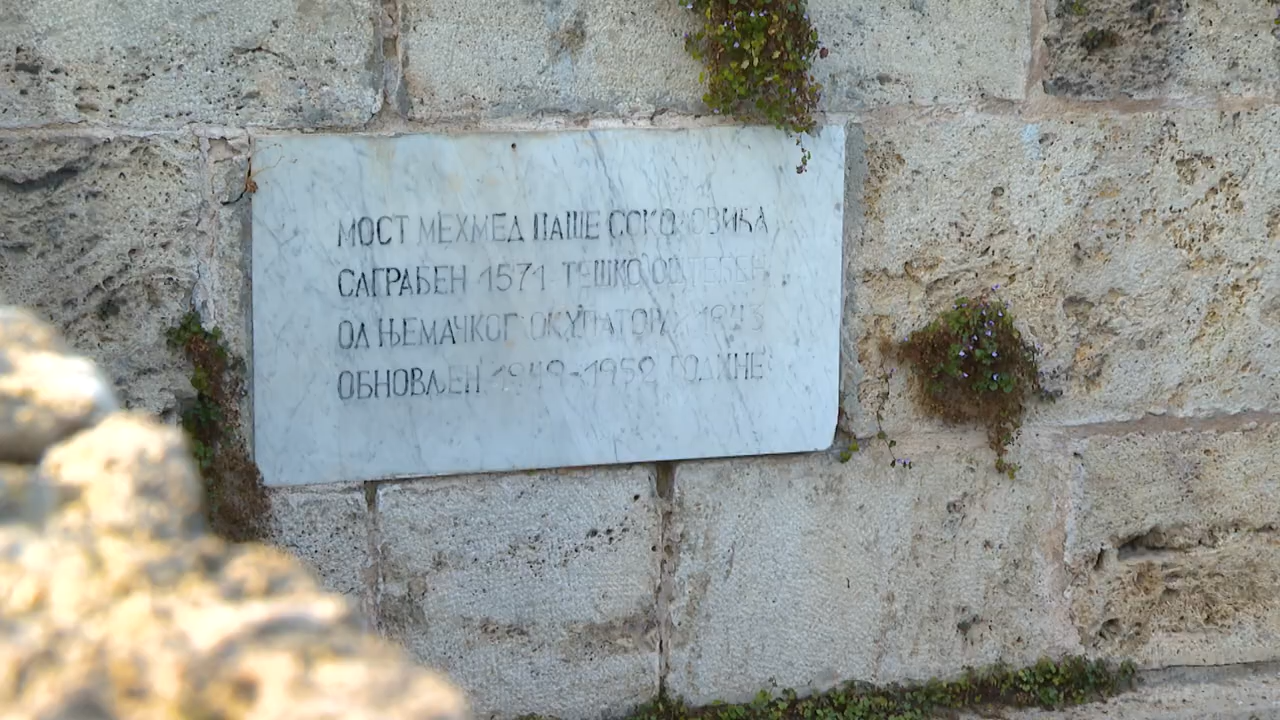 МОСТ МЕХМЕД ПАШЕ СОКОЛОВИЋА
САГРАЂЕН 1571. ТЕШКО ОШТЕЋЕН
ОД ЊЕМАЧКОГ ОКУПАТОРА 1943
ОБНОВЉЕН 1949-1952 ГОДИНЕ